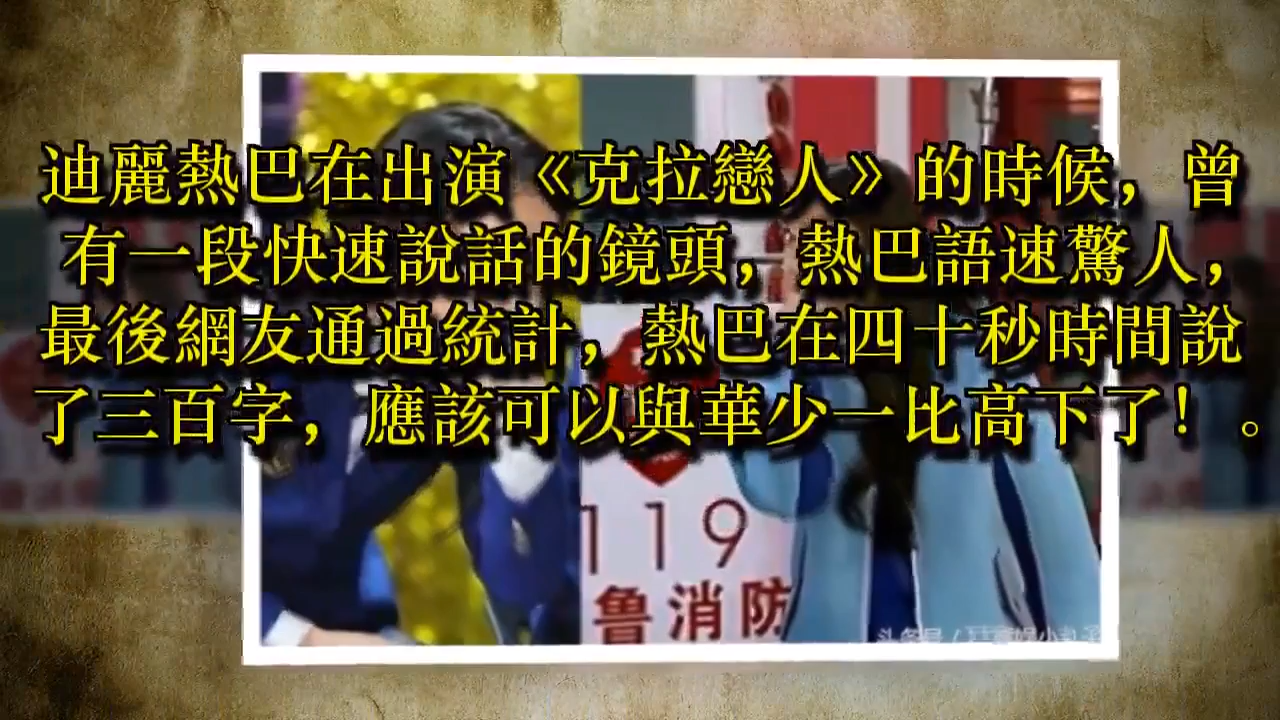 迪麗熱巴在出演《克拉戀人》的時候，曾
有一段快速說話的鏡頭，熱巴語速驚人，
最後網友通過統計，熱巴在四十秒時間說
了三百字，應該可以與華少一比高下了！。
119
鲁消防
头条号 /